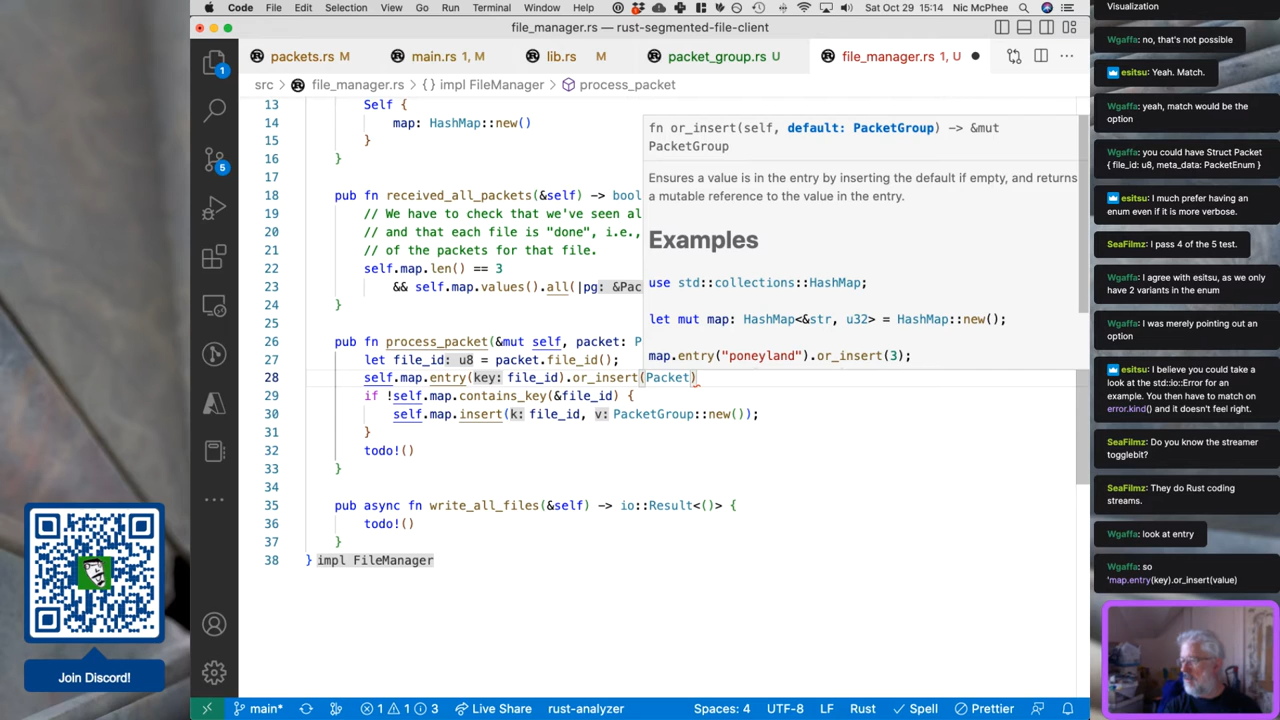 Code File Edit Selection View Go Run Terminal Window Help Sat Oct 29 15:14 Nic McPhee
file_manager.rs — rust-segmented-file-client
packets.rs M main.rs 1, M lib.rs M packet_group.rs U file_manager.rs 1, U
src > file_manager.rs > {} impl FileManager > process_packet
13 Self {
14 map: HashMap::new()
15 }
16 }
17
18 pub fn received_all_packets(&self) -> bool
19 // We have to check that we've seen al
20 // and that each file is "done", i.e.,
21 // of the packets for that file.
22 self.map.len() == 3
23 && self.map.values().all(|pg: &Pac
24 }
25
26 pub fn process_packet(&mut self, packet: P
27 let file_id: u8 = packet.file_id();
28 self.map.entry(key: file_id).or_insert(Packet)
29 if !self.map.contains_key(&file_id) {
30 self.map.insert(k: file_id, v: PacketGroup::new());
31 }
32 todo!()
33 }
34
35 pub async fn write_all_files(&self) -> io::Result<()> {
36 todo!()
37 }
38 } impl FileManager
fn or_insert(self, default: PacketGroup) -> &mut
PacketGroup
Ensures a value is in the entry by inserting the default if empty, and returns
a mutable reference to the value in the entry.
Examples
use std::collections::HashMap;
let mut map: HashMap<&str, u32> = HashMap::new();
map.entry("poneyland").or_insert(3);
1
5
main* 1 1 3 Live Share rust-analyzer Spaces: 4 UTF-8 LF Rust Spell Prettier
Join Discord!
Visualization
Wgaffa: no, that's not possible
esitsu: Yeah. Match.
Wgaffa: yeah, match would be the
option
Wgaffa: you could have Struct Packet
{ file_id: u8, meta_data: PacketEnum }
esitsu: I much prefer having an
enum even if it is more verbose.
SeaFilmz: I pass 4 of the 5 test.
Wgaffa: I agree with esitsu, as we only
have 2 variants in the enum
Wgaffa: I was merely pointing out an
option
esitsu: I believe you could take a
look at the std::io::Error for an
example. You then have to match on
error.kind() and it doesn't feel right.
SeaFilmz: Do you know the streamer
togglebit?
SeaFilmz: They do Rust coding
streams.
Wgaffa: look at entry
Wgaffa: so
'map.entry(key).or_insert(value)